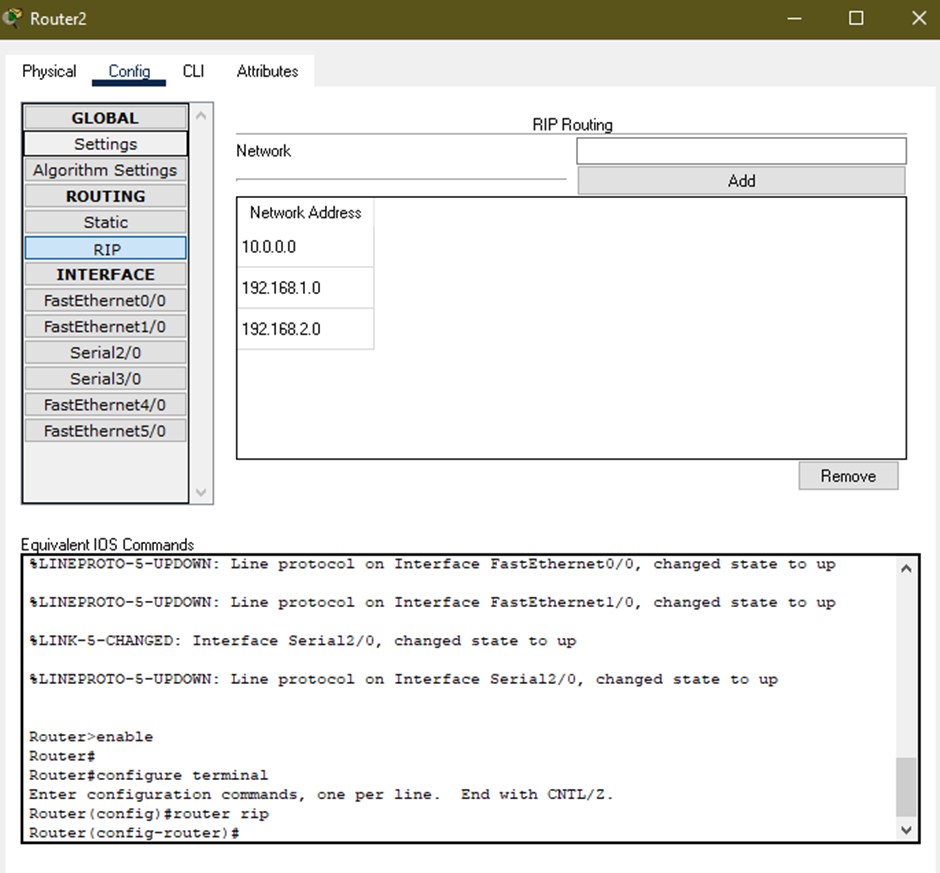 Router2
Physical Config CLI Attributes
GLOBAL
Settings
Algorithm Settings
ROUTING
Static
RIP
INTERFACE
FastEthernet0/0
FastEthernet1/0
Serial2/0
Serial3/0
FastEthernet4/0
FastEthernet5/0
RIP Routing
Network
Add
Network Address
10.0.0.0
192.168.1.0
192.168.2.0
Remove
Equivalent IOS Commands
%LINEPROTO-5-UPDOWN: Line protocol on Interface FastEthernet0/0, changed state to up
%LINEPROTO-5-UPDOWN: Line protocol on Interface FastEthernet1/0, changed state to up
%LINK-5-CHANGED: Interface Serial2/0, changed state to up
%LINEPROTO-5-UPDOWN: Line protocol on Interface Serial2/0, changed state to up
Router>enable
Router#
Router#configure terminal
Enter configuration commands, one per line.  End with CNTL/Z.
Router(config)#router rip
Router(config-router)#